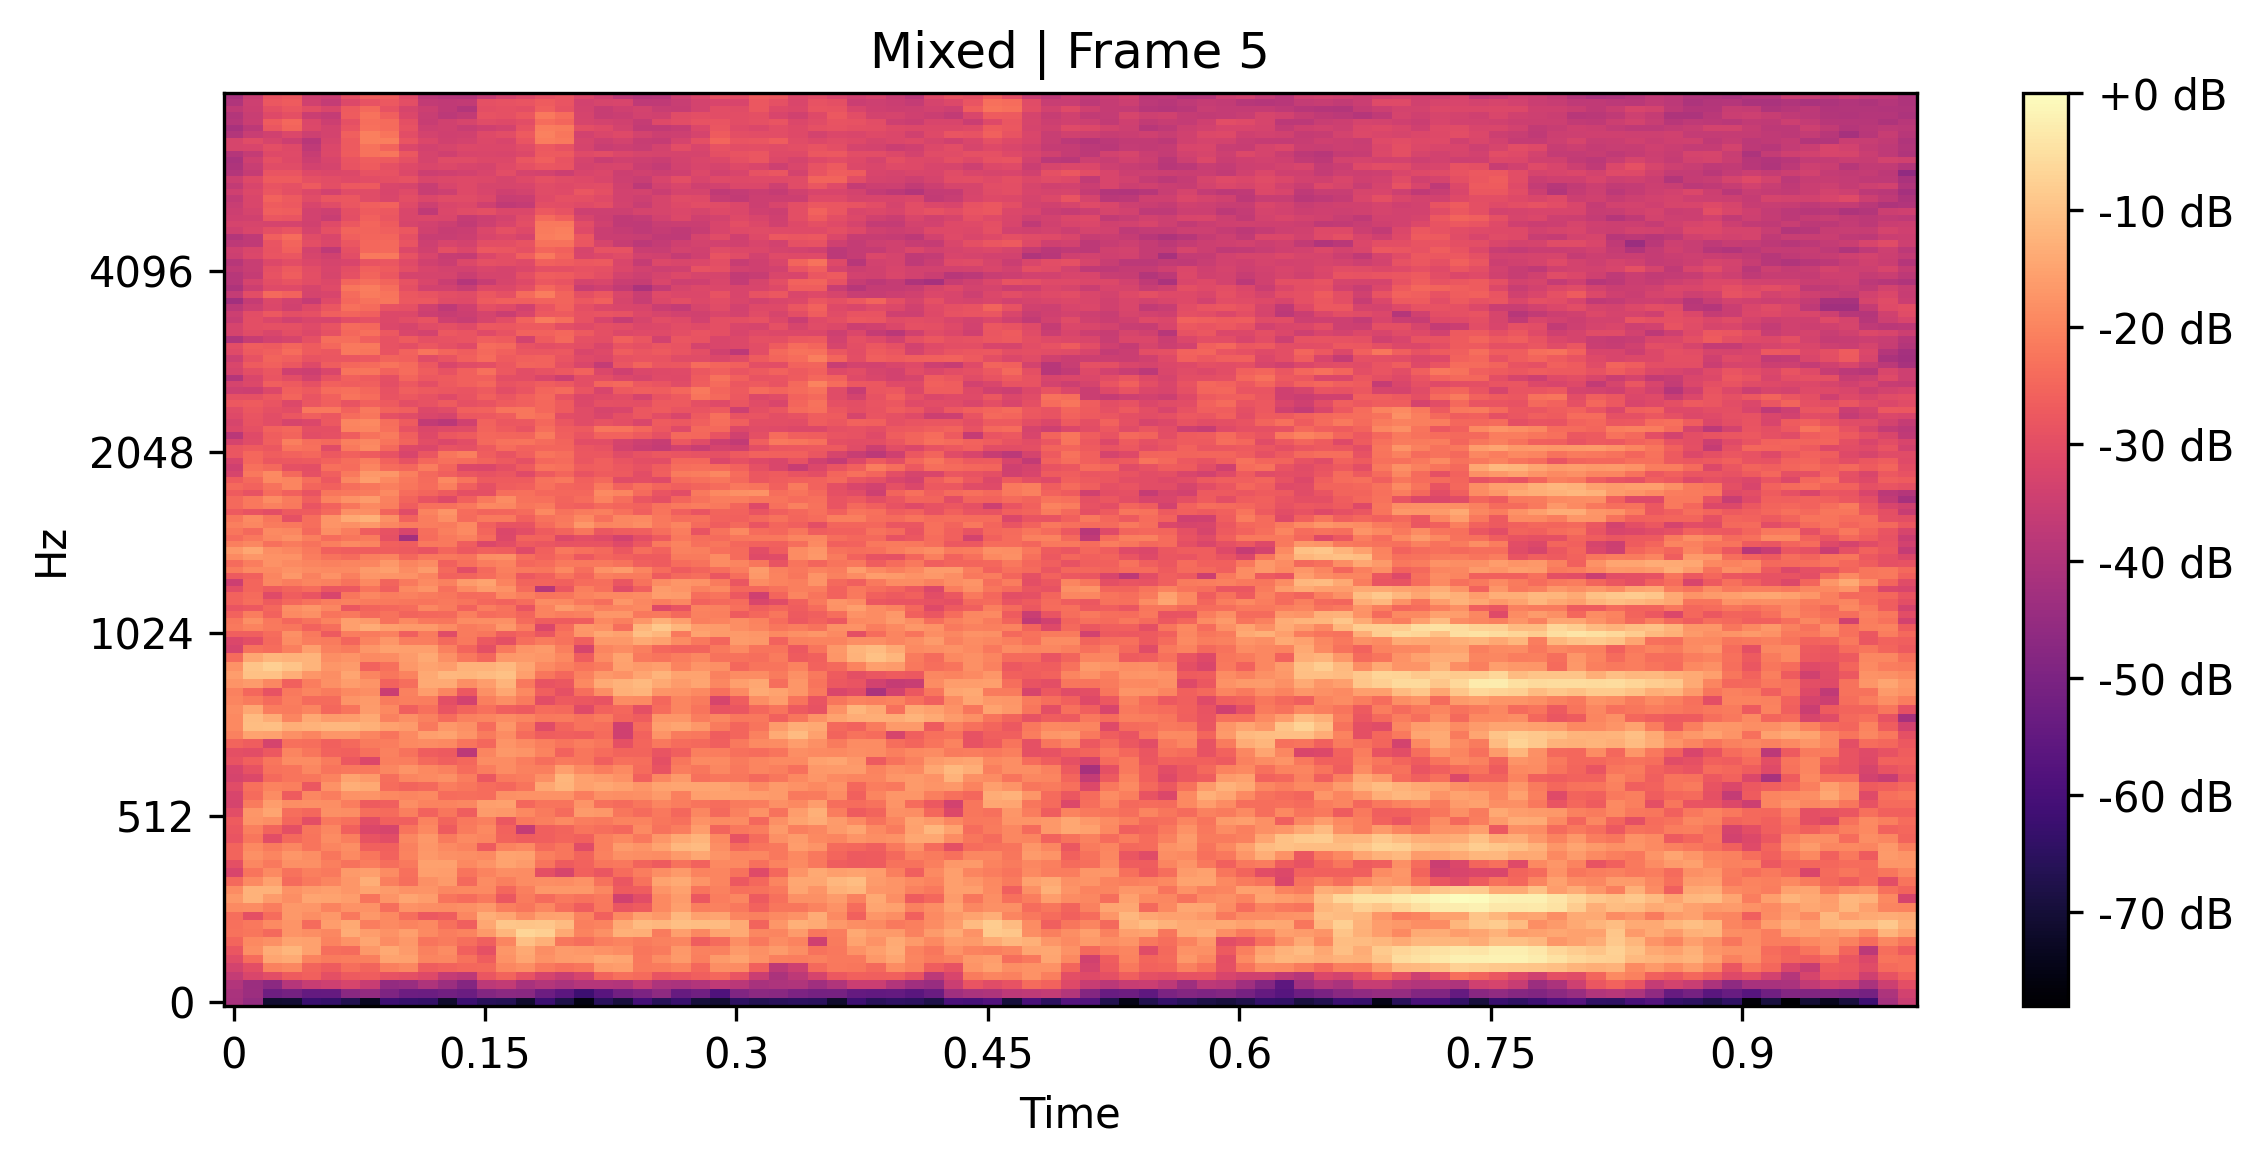 Mixed | Frame 5
+0 dB
-10 dB
-20 dB
-30 dB
-40 dB
-50 dB
-60 dB
-70 dB
Hz
4096
2048
1024
512
0
0 0.15 0.3 0.45 0.6 0.75 0.9
Time